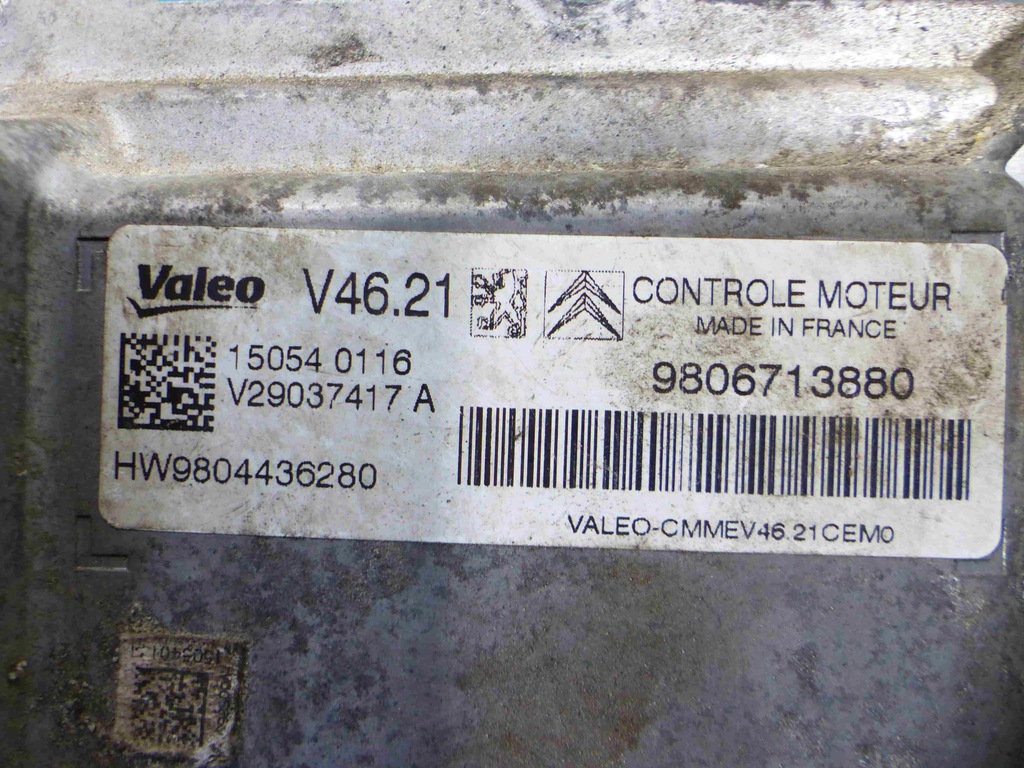 Valeo V46.21 CONTROLE MOTEUR
MADE IN FRANCE
15054 0116
V29037417 A
9806713880
HW9804436280
VALEO-CMMEV46.21CEM0